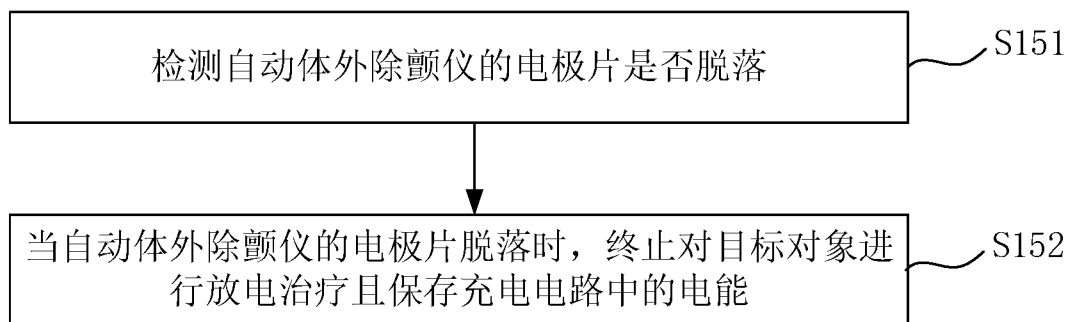 检测自动体外除颤仪的电极片是否脱落
S151
当自动体外除颤仪的电极片脱落时，终止对目标对象进
行放电治疗且保存充电电路中的电能
S152